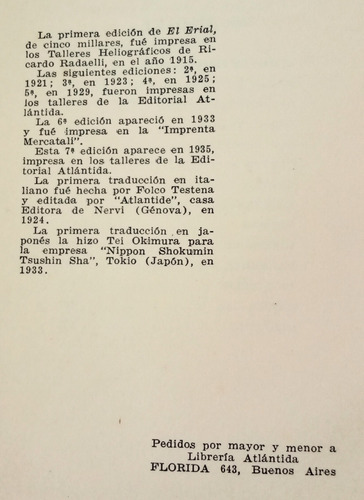 La primera edición de El Erial,
de cinco millares, fué impresa en
los Talleres Heliográficos de Ri-
cardo Radaelli, en el año 1915.
Las siguientes ediciones: 2ª, en
1921; 3ª, en 1923; 4ª, en 1925;
5ª, en 1929, fueron impresas en
los talleres de la Editorial At-
lántida.
La 6ª edición apareció en 1933
y fué impresa en la "Imprenta
Mercatali".
Esta 7ª edición aparece en 1935,
impresa en los talleres de la Edi-
torial Atlántida.
La primera traducción en ita-
liano fué hecha por Folco Testena
y editada por "Atlantide", casa
Editora de Nervi (Génova), en
1924.
La primera traducción en ja-
ponés la hizo Tei Okimura para
la empresa "Nippon Shokumin
Tsushin Sha", Tokio (Japón), en
1933.
Pedidos por mayor y menor a
Librería Atlántida
FLORIDA 643, Buenos Aires